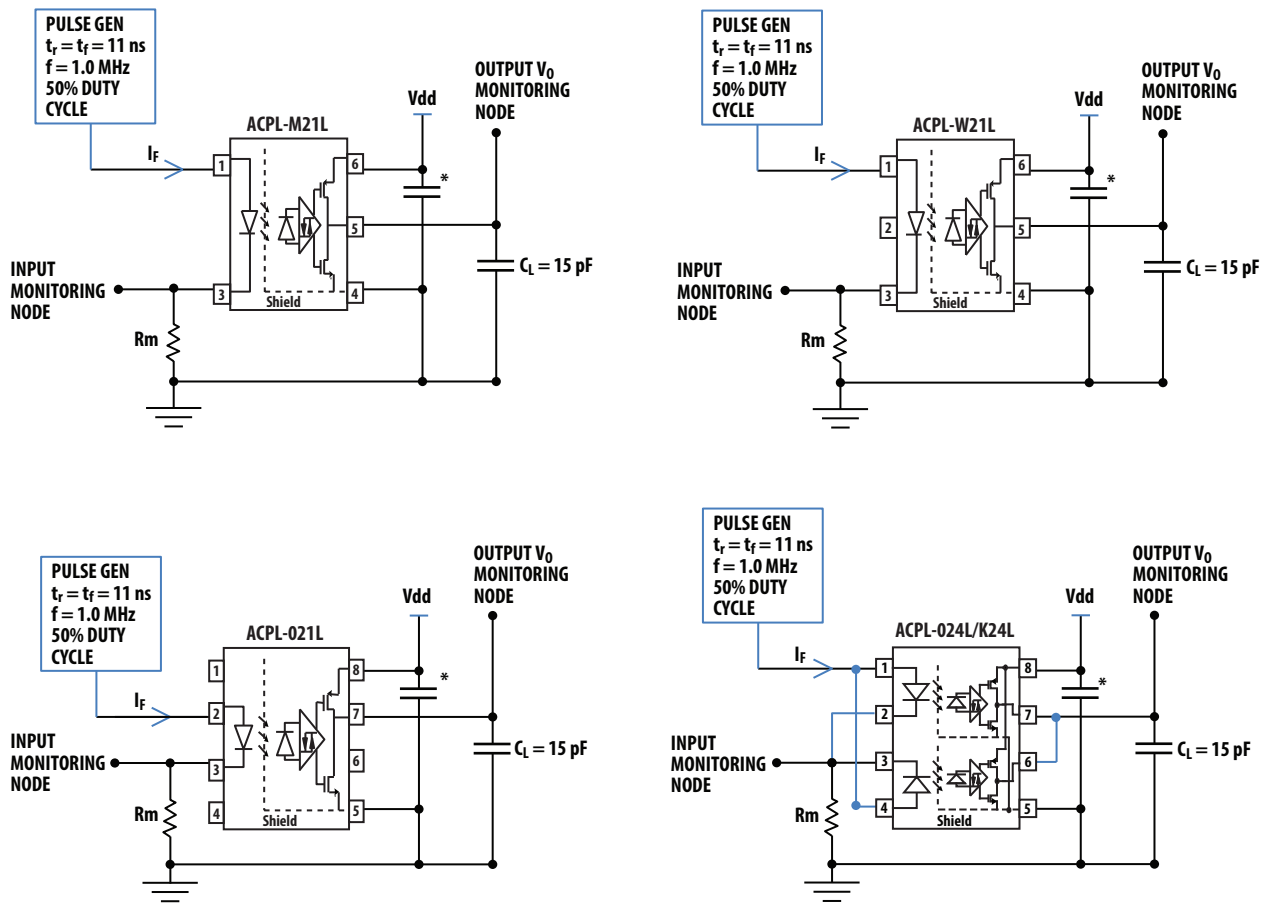 PULSE GEN
tr = tf = 11 ns
f = 1.0 MHz
50% DUTY
CYCLE
OUTPUT V0
MONITORING
NODE
Vdd
ACPL-M21L
IF
1
6
*
5
3
4
CL = 15 pF
INPUT
MONITORING
NODE
Shield
Rm
PULSE GEN
tr = tf = 11 ns
f = 1.0 MHz
50% DUTY
CYCLE
OUTPUT V0
MONITORING
NODE
Vdd
ACPL-W21L
IF
1
6
*
2
5
3
4
CL = 15 pF
INPUT
MONITORING
NODE
Shield
Rm
PULSE GEN
tr = tf = 11 ns
f = 1.0 MHz
50% DUTY
CYCLE
OUTPUT V0
MONITORING
NODE
Vdd
ACPL-021L
1
8
*
IF
2
7
3
6
4
5
CL = 15 pF
INPUT
MONITORING
NODE
Shield
Rm
PULSE GEN
tr = tf = 11 ns
f = 1.0 MHz
50% DUTY
CYCLE
OUTPUT V0
MONITORING
NODE
Vdd
ACPL-024L/K24L
IF
1
8
*
2
7
3
6
4
5
CL = 15 pF
INPUT
MONITORING
NODE
Shield
Rm